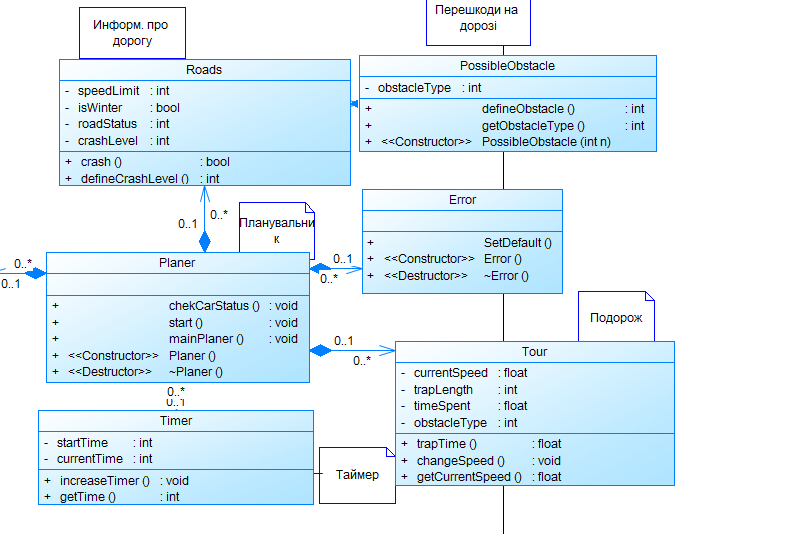 Информ. про
дорогу
Перешкоди на
дорозі
Roads
- speedLimit : int
- isWinter : bool
- roadStatus : int
- crashLevel : int
+ crash () : bool
+ defineCrashLevel () : int
PossibleObstacle
- obstacleType : int
+ defineObstacle () : int
+ getObstacleType () : int
+ <<Constructor>> PossibleObstacle (int n)
0..1
0..*
Планувальни
к
Error
+ SetDefault ()
+ <<Constructor>> Error ()
+ <<Destructor>> ~Error ()
0..*
0..1
Planer
+ chekCarStatus () : void
+ start () : void
+ mainPlaner () : void
+ <<Constructor>> Planer ()
+ <<Destructor>> ~Planer ()
0..1
0..*
Подорож
0..1
0..*
Tour
- currentSpeed : float
- trapLength : int
- timeSpent : float
- obstacleType : int
+ trapTime () : float
+ changeSpeed () : void
+ getCurrentSpeed () : float
0..*
0..1
Timer
- startTime : int
- currentTime : int
+ increaseTimer () : void
+ getTime () : int
Таймер